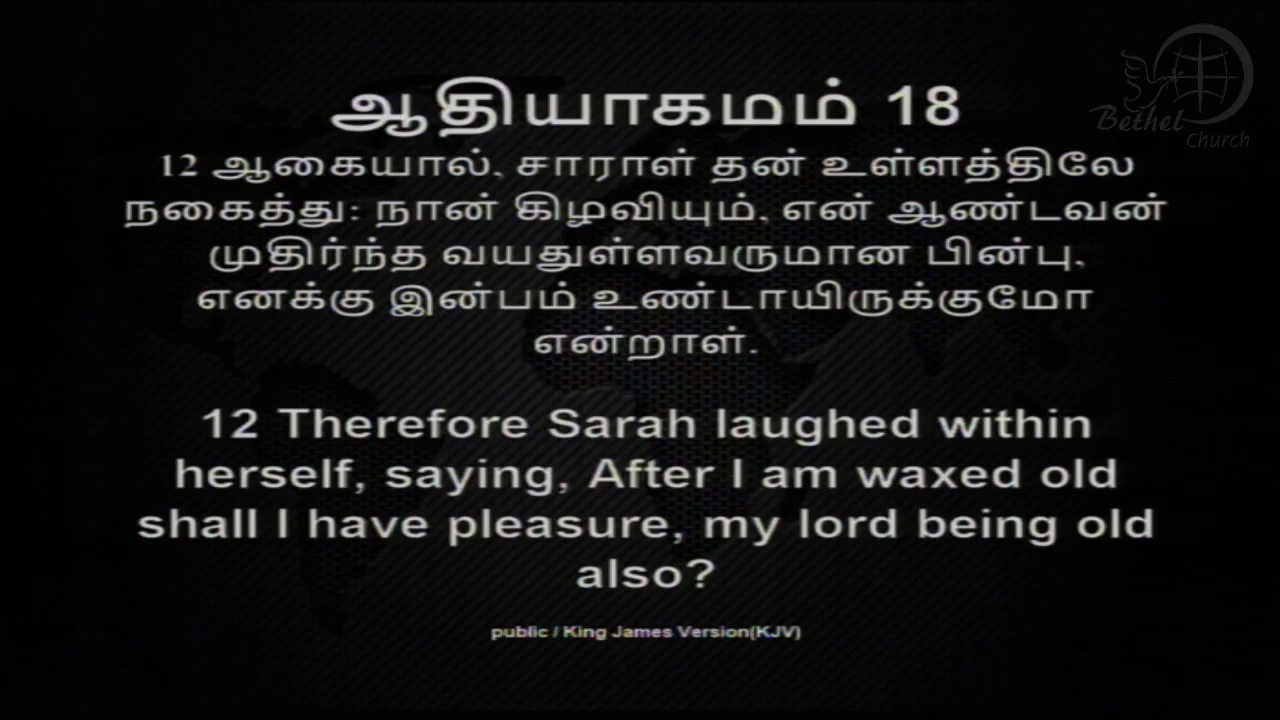 Bethel
Church
ஆதியாகமம் 18
12 ஆகையால், சாராள் தன் உள்ளத்திலே
நகைத்து: நான் கிழவியும், என் ஆண்டவன்
முதிர்ந்த வயதுள்ளவருமான பின்பு,
எனக்கு இன்பம் உண்டாயிருக்குமோ
என்றாள்.
12 Therefore Sarah laughed within
herself, saying, After I am waxed old
shall I have pleasure, my lord being old
also?
public / King James Version(KJV)